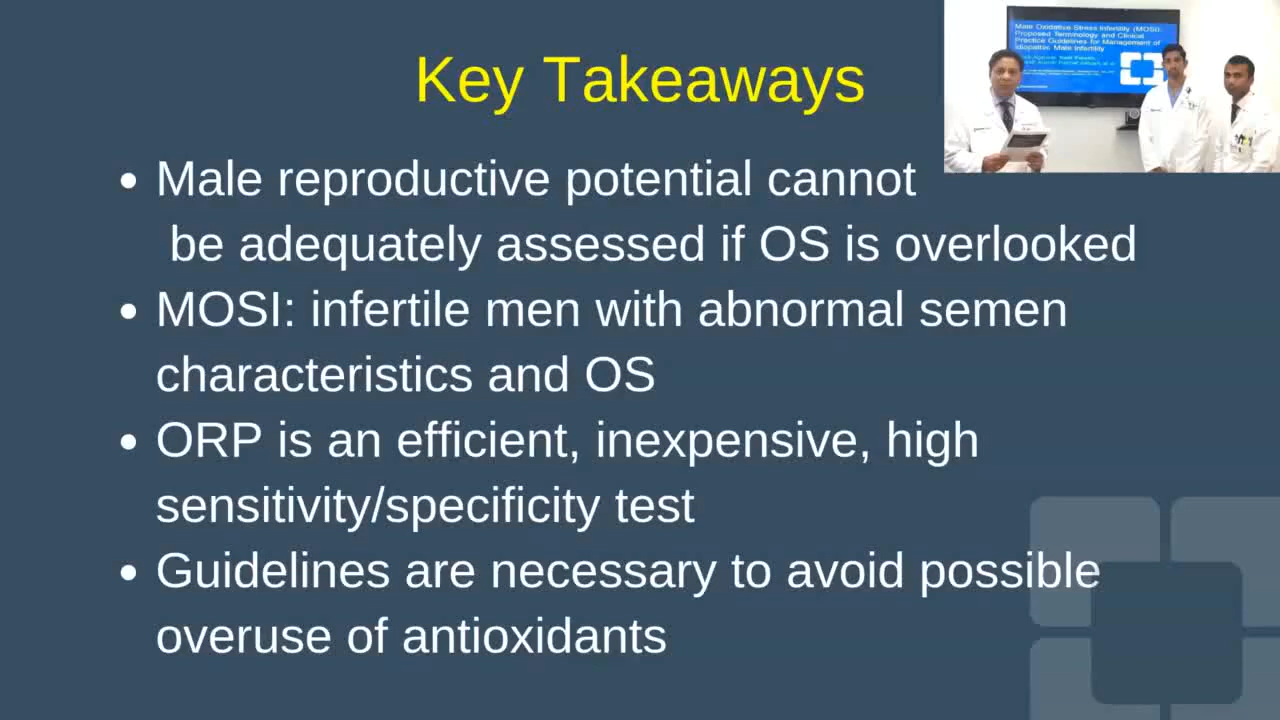 Key Takeaways
Male Oxidative Stress Infertility (MOSI):
Proposed Terminology and Clinical
Practice Guidelines for Management of
Idiopathic Male Infertility
• Male reproductive potential cannot
be adequately assessed if OS is overlooked
• MOSI: infertile men with abnormal semen
characteristics and OS
• ORP is an efficient, inexpensive, high
sensitivity/specificity test
• Guidelines are necessary to avoid possible
overuse of antioxidants